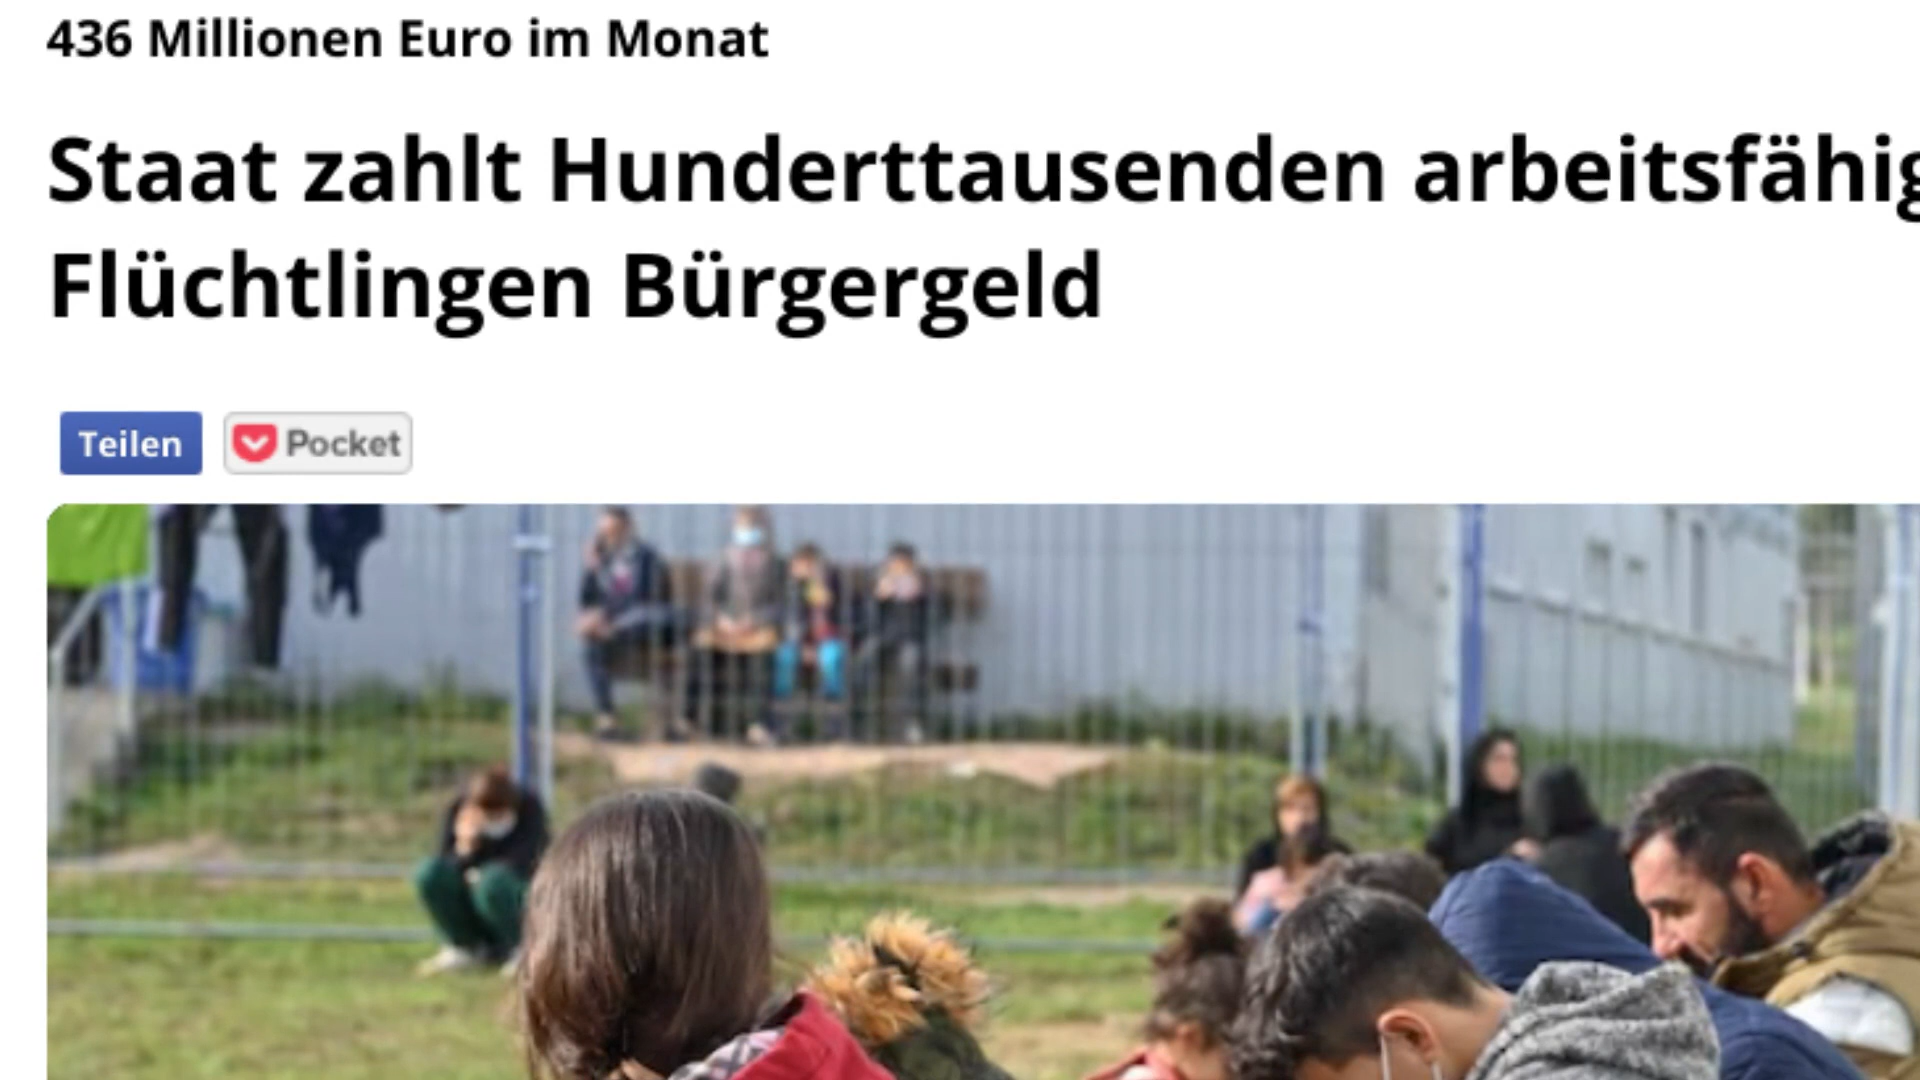 436 Millionen Euro im Monat
Staat zahlt Hunderttausenden arbeitsfähig
Flüchtlingen Bürgergeld
Teilen
Pocket